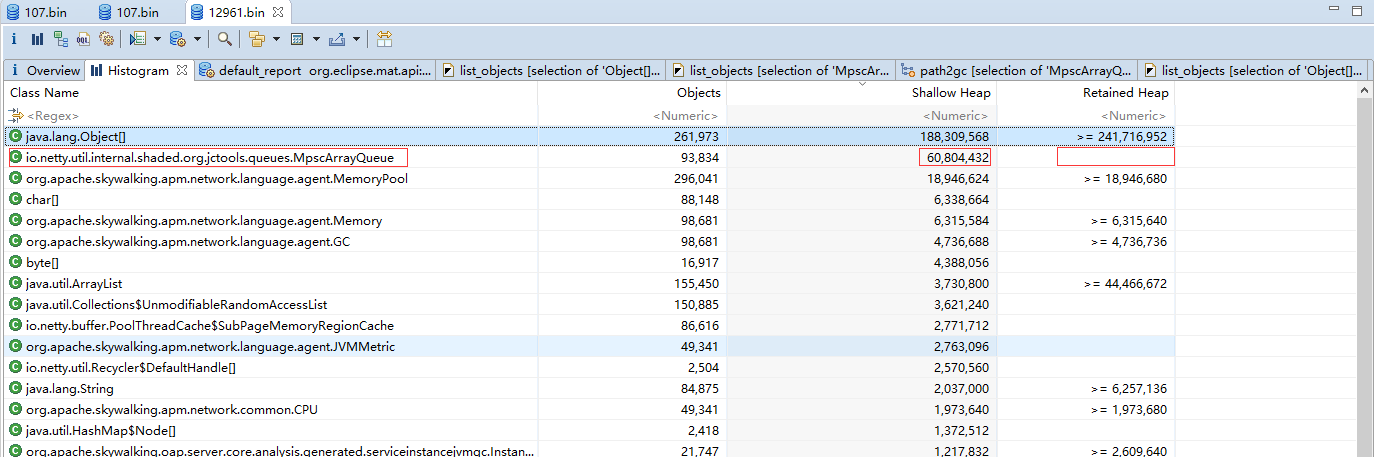 107.bin 107.bin 12961.bin
i OQL
i Overview Histogram default_report org.eclipse.mat.api:... list_objects [selection of 'Object[]... list_objects [selection of 'MpscAr... path2gc [selection of 'MpscArrayQ... list_objects [selection of 'Object[]...
Class Name Objects Shallow Heap Retained Heap
<Regex> <Numeric> <Numeric> <Numeric>
java.lang.Object[] 261,973 188,309,568 >= 241,716,952
io.netty.util.internal.shaded.org.jctools.queues.MpscArrayQueue 93,834 60,804,432
org.apache.skywalking.apm.network.language.agent.MemoryPool 296,041 18,946,624 >= 18,946,680
char[] 88,148 6,338,664
org.apache.skywalking.apm.network.language.agent.Memory 98,681 6,315,584 >= 6,315,640
org.apache.skywalking.apm.network.language.agent.GC 98,681 4,736,688 >= 4,736,736
byte[] 16,917 4,388,056
java.util.ArrayList 155,450 3,730,800 >= 44,466,672
java.util.Collections$UnmodifiableRandomAccessList 150,885 3,621,240
io.netty.buffer.PoolThreadCache$SubPageMemoryRegionCache 86,616 2,771,712
org.apache.skywalking.apm.network.language.agent.JVMMetric 49,341 2,763,096
io.netty.util.Recycler$DefaultHandle[] 2,504 2,570,560
java.lang.String 84,875 2,037,000 >= 6,257,136
org.apache.skywalking.apm.network.common.CPU 49,341 1,973,640 >= 1,973,680
java.util.HashMap$Node[] 2,418 1,372,512
org.apache.skywalking.oap.server.core.analysis.generated.serviceinstancejvmgc.Instan... 21,747 1,217,832 >= 2,609,640